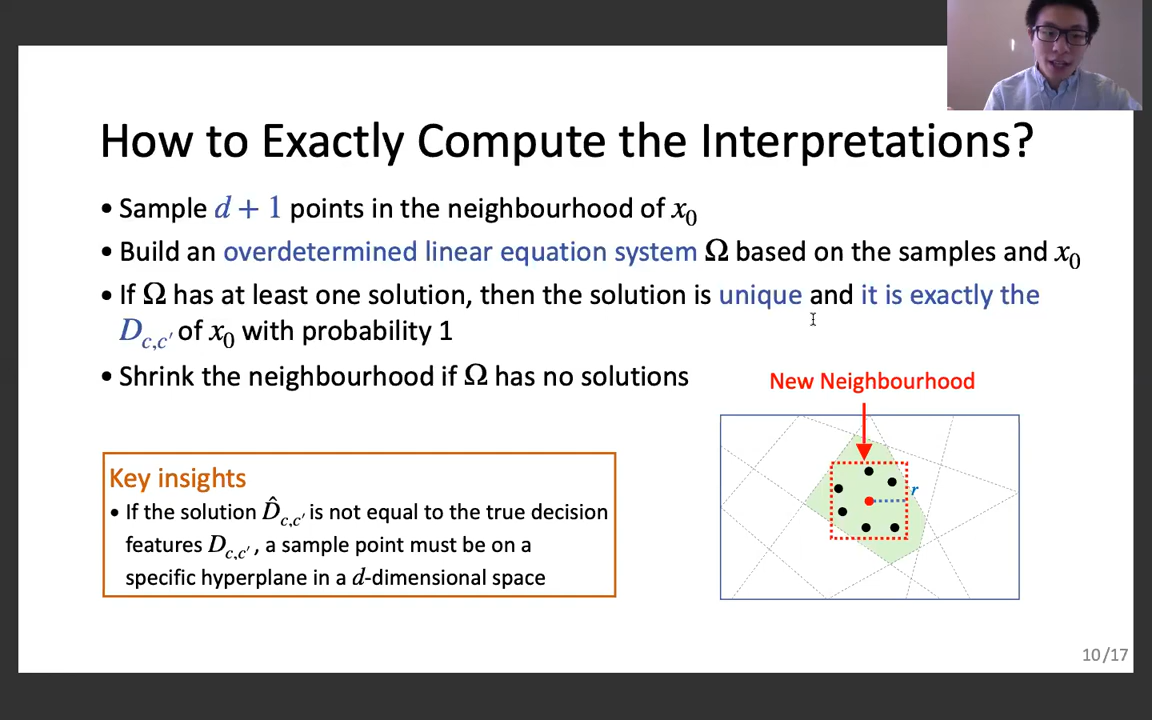 How to Exactly Compute the Interpretations?
• Sample d + 1 points in the neighbourhood of x₀
• Build an overdetermined linear equation system Ω based on the samples and x₀
• If Ω has at least one solution, then the solution is unique and it is exactly the
D_c,c′ of x₀ with probability 1
• Shrink the neighbourhood if Ω has no solutions
New Neighbourhood
r
Key insights
• If the solution D̂_c,c′ is not equal to the true decision
features D_c,c′, a sample point must be on a
specific hyperplane in a d-dimensional space
10/17